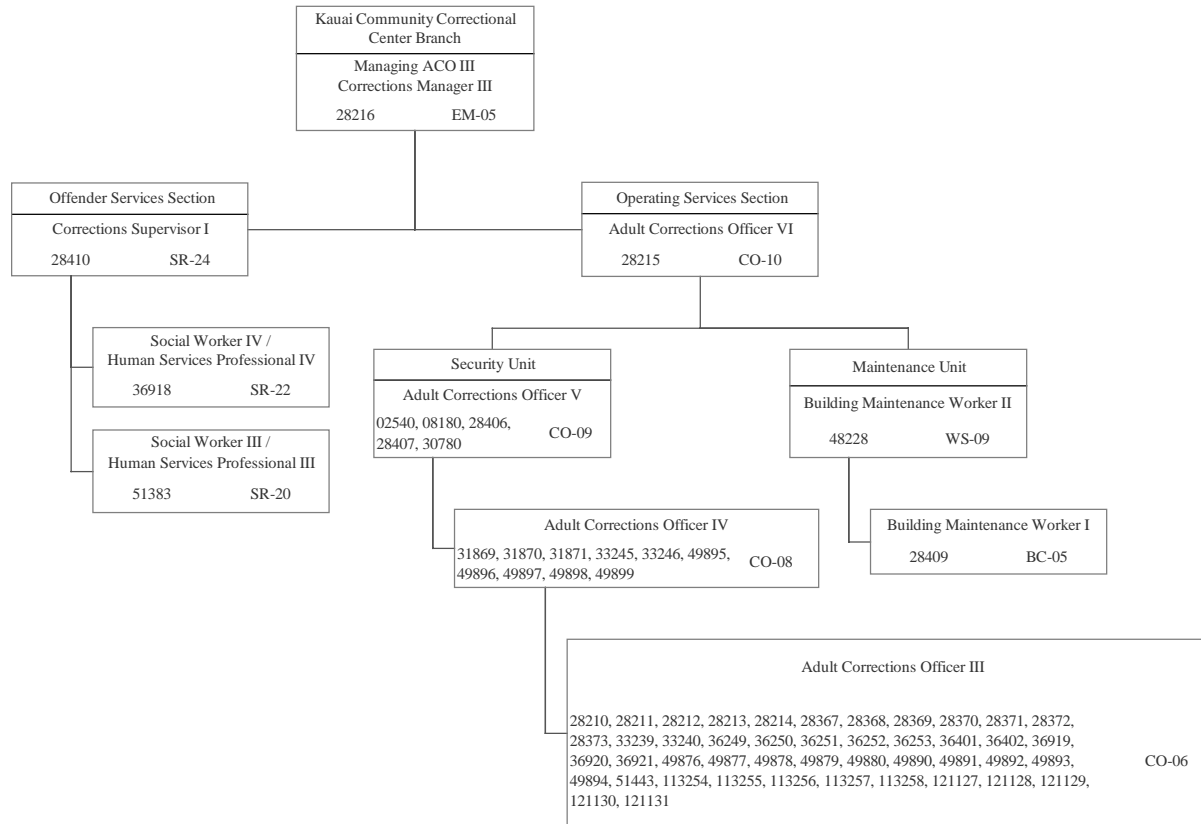 Kauai Community Correctional
Center Branch
Managing ACO III
Corrections Manager III
28216 EM-05
Offender Services Section
Corrections Supervisor I
28410 SR-24
Operating Services Section
Adult Corrections Officer VI
28215 CO-10
Social Worker IV /
Human Services Professional IV
36918 SR-22
Social Worker III /
Human Services Professional III
51383 SR-20
Security Unit
Adult Corrections Officer V
02540, 08180, 28406,
28407, 30780
CO-09
Maintenance Unit
Building Maintenance Worker II
48228 WS-09
Adult Corrections Officer IV
31869, 31870, 31871, 33245, 33246, 49895,
49896, 49897, 49898, 49899
CO-08
Building Maintenance Worker I
28409 BC-05
Adult Corrections Officer III
28210, 28211, 28212, 28213, 28214, 28367, 28368, 28369, 28370, 28371, 28372,
28373, 33239, 33240, 36249, 36250, 36251, 36252, 36253, 36401, 36402, 36919,
36920, 36921, 49876, 49877, 49878, 49879, 49880, 49890, 49891, 49892, 49893,
49894, 51443, 113254, 113255, 113256, 113257, 113258, 121127, 121128, 121129,
121130, 121131
CO-06